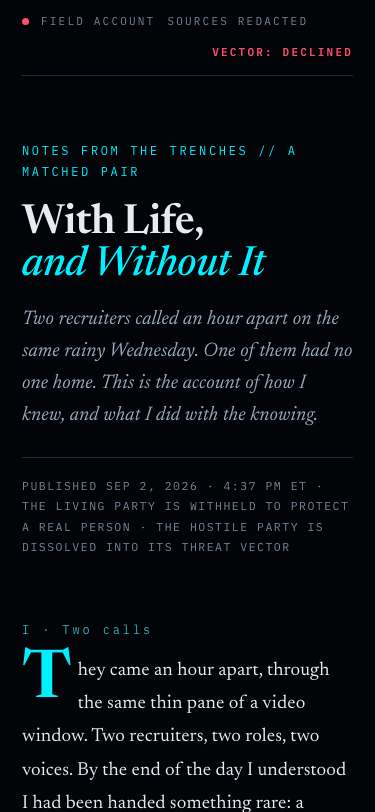 FIELD ACCOUNT SOURCES REDACTED
VECTOR: DECLINED
NOTES FROM THE TRENCHES // A
MATCHED PAIR
With Life,
and Without It
Two recruiters called an hour apart on the
same rainy Wednesday. One of them had no
one home. This is the account of how I
knew, and what I did with the knowing.
PUBLISHED SEP 2, 2026 · 4:37 PM ET ·
THE LIVING PARTY IS WITHHELD TO PROTECT
A REAL PERSON · THE HOSTILE PARTY IS
DISSOLVED INTO ITS THREAT VECTOR
I · Two calls
They came an hour apart, through
the same thin pane of a video
window. Two recruiters, two roles, two
voices. By the end of the day I understood
I had been handed something rare: a